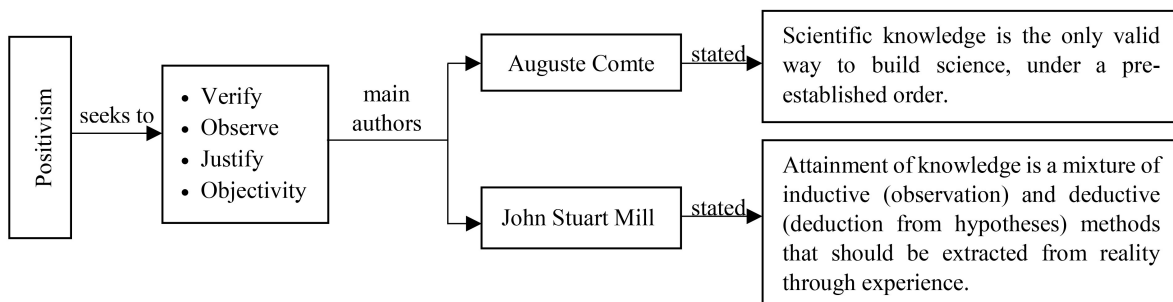 Positivism
seeks to
• Verify
• Observe
• Justify
• Objectivity
main
authors
Auguste Comte
stated
Scientific knowledge is the only valid
way to build science, under a pre-
established order.
John Stuart Mill
stated
Attainment of knowledge is a mixture of
inductive (observation) and deductive
(deduction from hypotheses) methods
that should be extracted from reality
through experience.